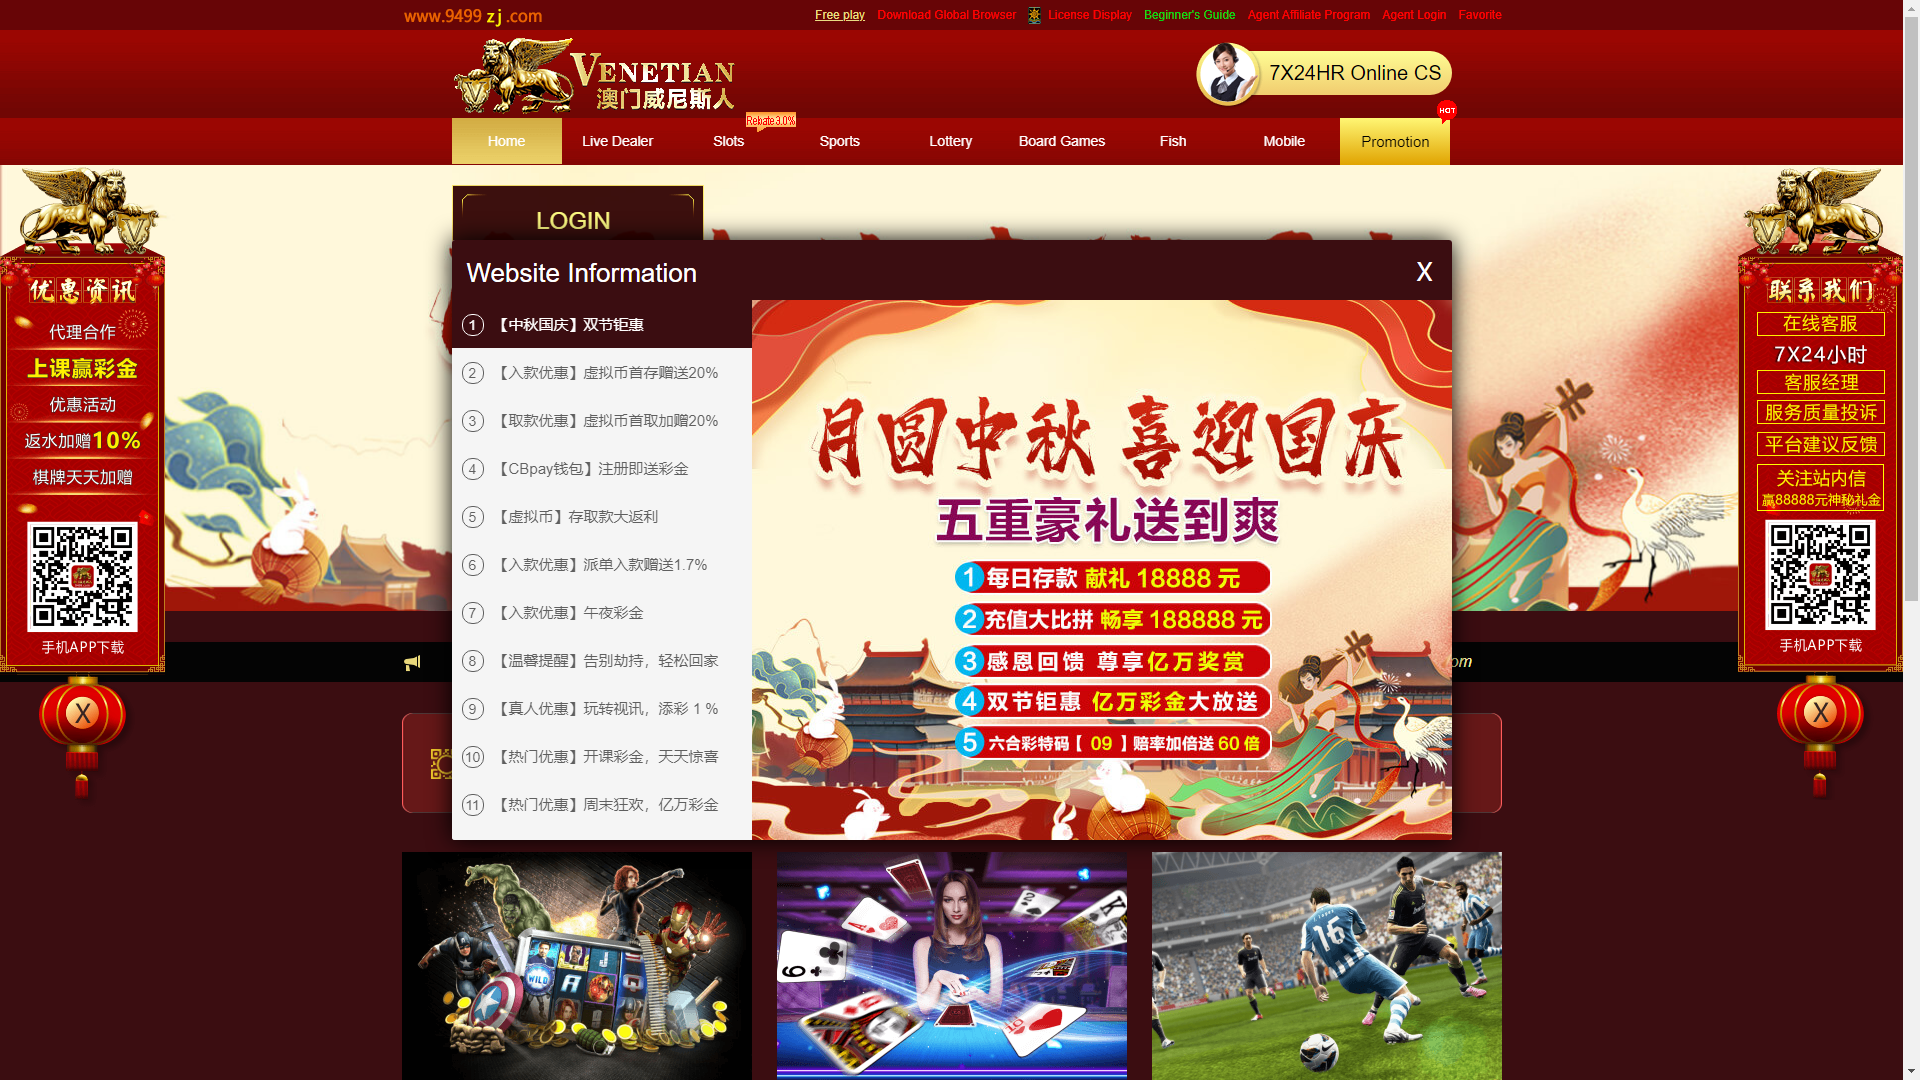 www.9499 zj .com
Free play Download Global Browser License Display Beginner's Guide Agent Affiliate Program Agent Login Favorite
VENETIAN
澳门威尼斯人
7X24HR Online CS
HOT
Rebate3.0%
Home Live Dealer Slots Sports Lottery Board Games Fish Mobile Promotion
LOGIN
Website Information X
1 【中秋国庆】双节钜惠
2 【入款优惠】虚拟币首存赠送20%
3 【取款优惠】虚拟币首取加赠20%
4 【CBpay钱包】注册即送彩金
5 【虚拟币】存取款大返利
6 【入款优惠】派单入款赠送1.7%
7 【入款优惠】午夜彩金
8 【温馨提醒】告别劫持，轻松回家
9 【真人优惠】玩转视讯，添彩 1 %
10 【热门优惠】开课彩金，天天惊喜
11 【热门优惠】周末狂欢，亿万彩金
月圆中秋 喜迎国庆
五重豪礼送到爽
1 每日存款 献礼 18888 元
2 充值大比拼 畅享 188888 元
3 感恩回馈 尊享亿万奖赏
4 双节钜惠 亿万彩金大放送
5 六合彩特码【 09 】赔率加倍送 60 倍
优惠资讯
代理合作
上课赢彩金
优惠活动
返水加赠10%
棋牌天天加赠
手机APP下载
X
联系我们
在线客服
7X24小时
客服经理
服务质量投诉
平台建议反馈
关注站内信
赢88888元神秘礼金
手机APP下载
X
om
WILD
A
J
Q
2
K
9
10
16